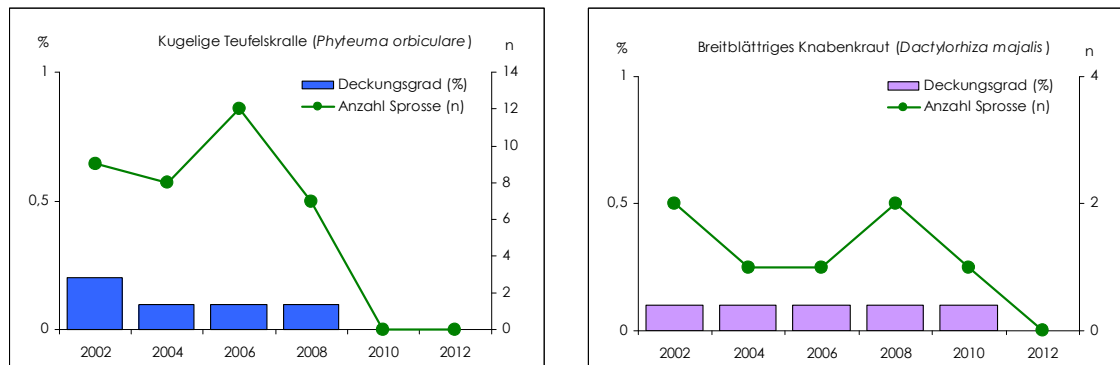 % Kugelige Teufelskralle (Phyteuma orbiculare) n
1 14
Deckungsgrad (%)
12
Anzahl Sprosse (n)
10
0,5 8
6
4
2
0 0
2002 2004 2006 2008 2010 2012
% Breitblättriges Knabenkraut (Dactylorhiza majalis) n
1 4
Deckungsgrad (%)
Anzahl Sprosse (n)
0,5 2
0 0
2002 2004 2006 2008 2010 2012